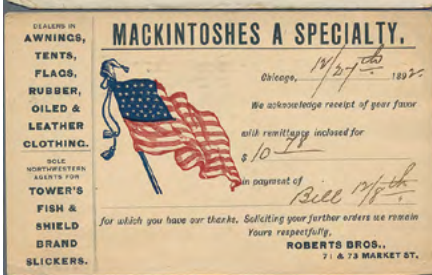 DEALERS IN
AWNINGS,
TENTS,
FLAGS,
RUBBER,
OILED &
LEATHER
CLOTHING.
SOLE
NORTHWESTERN
AGENTS FOR
TOWER'S
FISH &
SHIELD
BRAND
SLICKERS.
MACKINTOSHES A SPECIALTY.
Chicago, 12/27th 1892
We acknowledge receipt of your favor
with remittance inclosed for
$ 10 78
in payment of
Bill 12/8th
for which you have our thanks. Soliciting your further orders we remain
Yours respectfully,
ROBERTS BROS.,
71 & 73 MARKET ST.